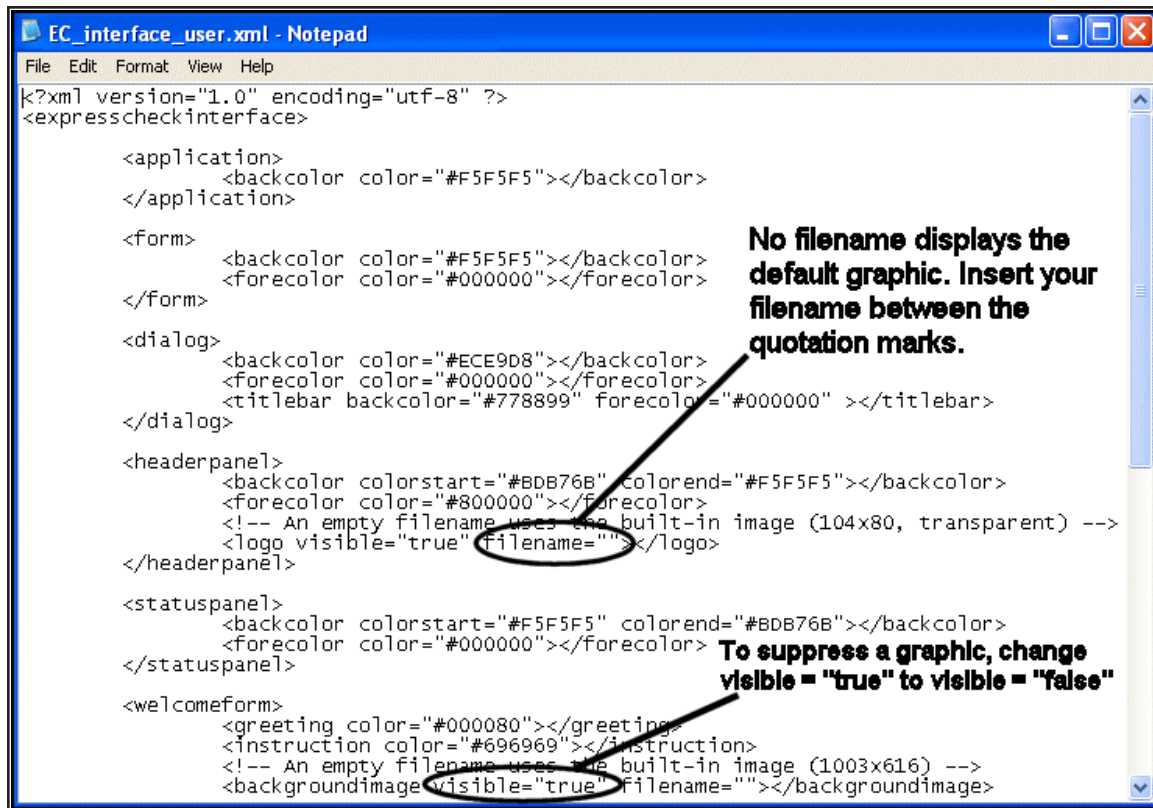 EC_interface_user.xml - Notepad
File Edit Format View Help
<?xml version="1.0" encoding="utf-8" ?>
<expresscheckinterface>
<application>
<backcolor color="#F5F5F5"></backcolor>
</application>
<form>
<backcolor color="#F5F5F5"></backcolor>
<forecolor color="#000000"></forecolor>
</form>
No filename displays the
default graphic. Insert your
filename between the
quotation marks.
<dialog>
<backcolor color="#ECE9D8"></backcolor>
<forecolor color="#000000"></forecolor>
<titlebar backcolor="#778899" forecolor="#000000" ></titlebar>
</dialog>
<headerpanel>
<backcolor colorstart="#BDB76B" colorend="#F5F5F5"></backcolor>
<forecolor color="#800000"></forecolor>
<!-- An empty filename uses the built-in image (104x80, transparent) -->
<logo visible="true" filename=""></logo>
</headerpanel>
<statuspanel>
<backcolor colorstart="#F5F5F5" colorend="#BDB76B"></backcolor>
<forecolor color="#000000"></forecolor>
</statuspanel>
To suppress a graphic, change
visible = "true" to visible = "false"
<welcomeform>
<greeting color="#000080"></greeting>
<instruction color="#696969"></instruction>
<!-- An empty filename uses the built-in image (1003x616) -->
<backgroundimage visible="true" filename=""></backgroundimage>